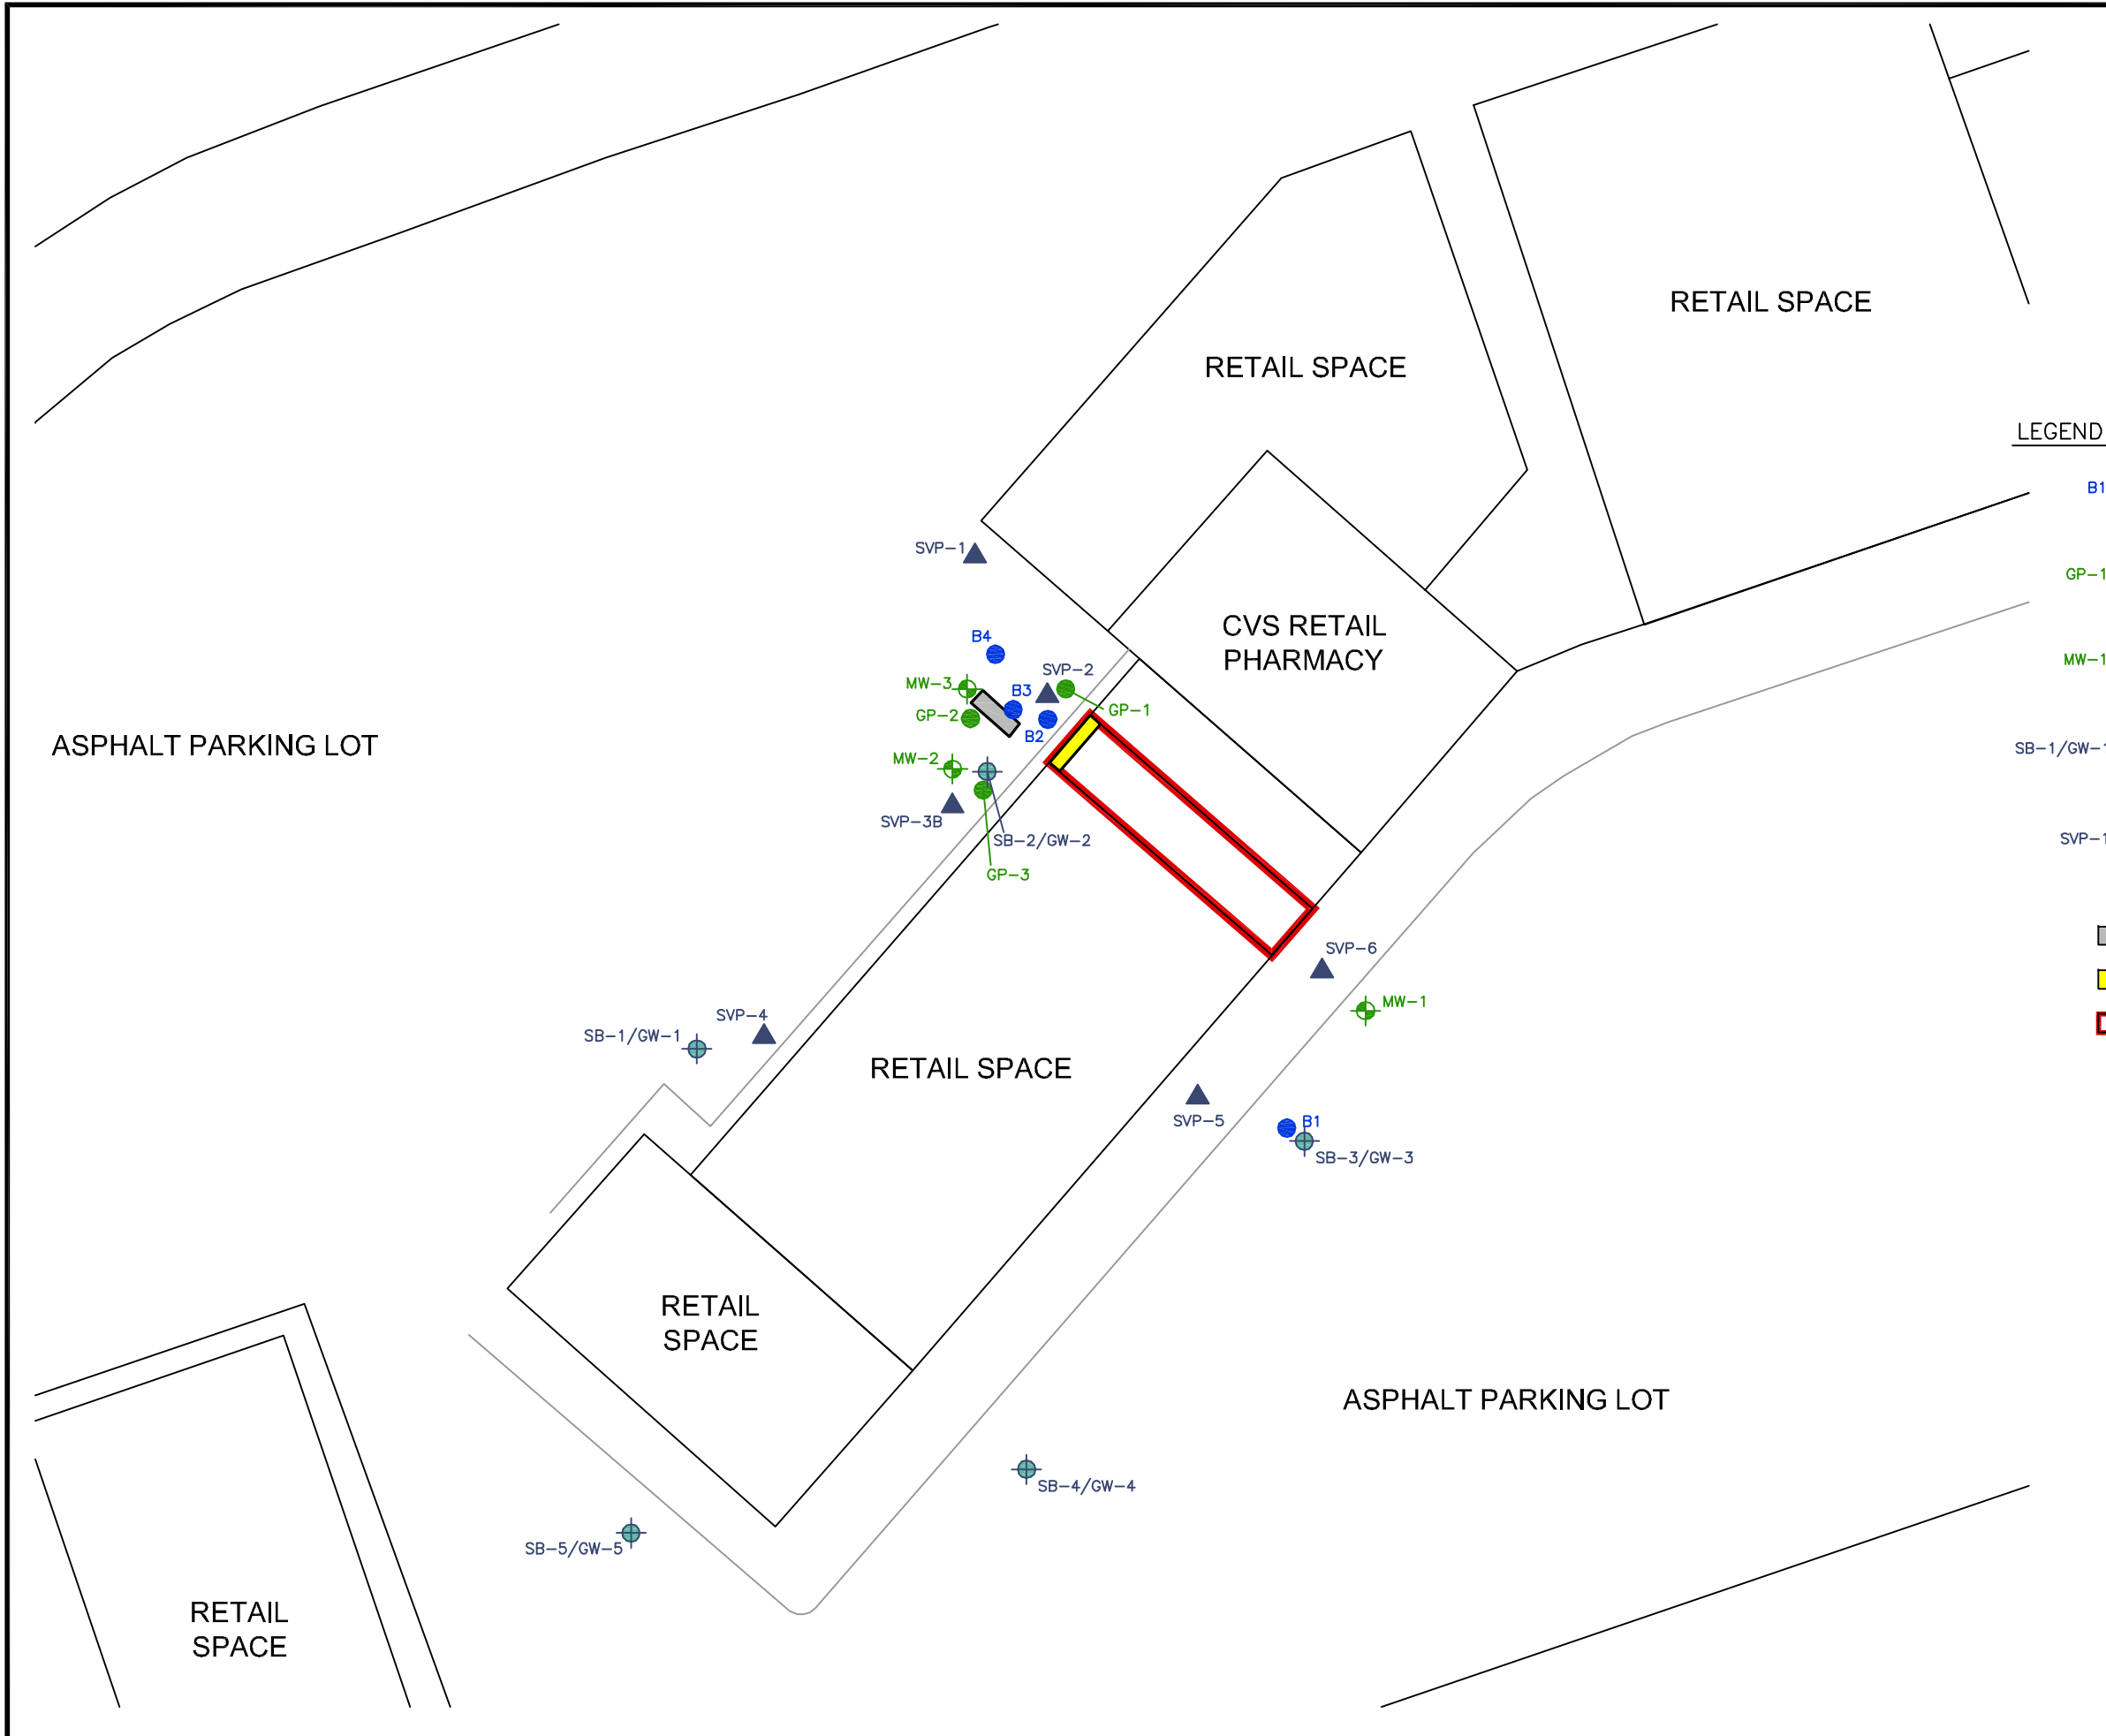 RETAIL SPACE
RETAIL SPACE
LEGEND
B1
SVP-1
GP-1
CVS RETAIL
PHARMACY
B4
MW-1
SVP-2
MW-3
B3
GP-1
GP-2
B2
ASPHALT PARKING LOT
SB-1/GW-1
MW-2
SVP-3B
SB-2/GW-2
SVP-1
GP-3
SVP-6
MW-1
SVP-4
SB-1/GW-1
RETAIL SPACE
SVP-5
B1
SB-3/GW-3
RETAIL
SPACE
ASPHALT PARKING LOT
SB-4/GW-4
SB-5/GW-5
RETAIL
SPACE